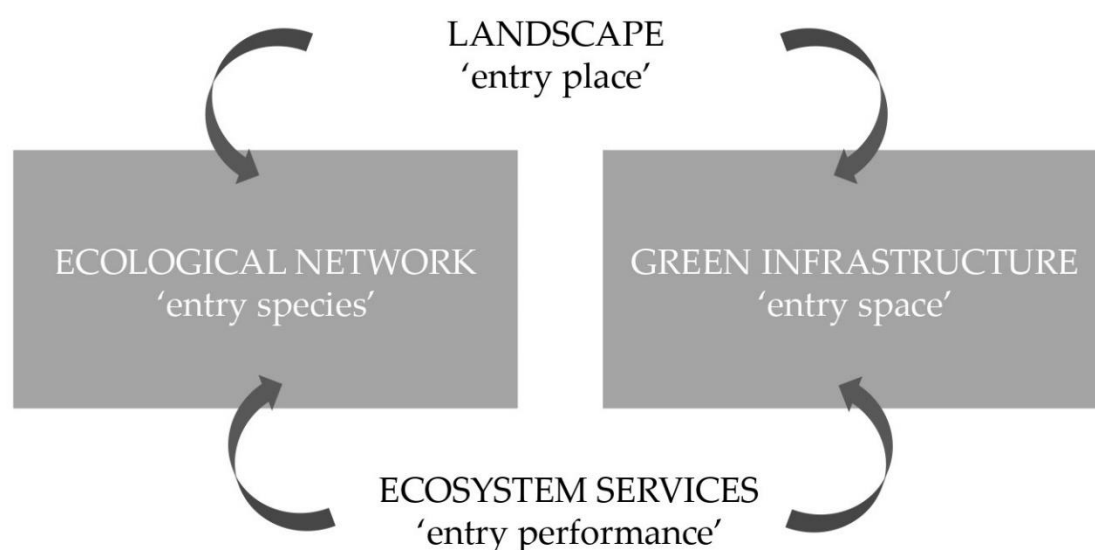 LANDSCAPE
‘entry place’
ECOLOGICAL NETWORK
‘entry species’
GREEN INFRASTRUCTURE
‘entry space’
ECOSYSTEM SERVICES
‘entry performance’